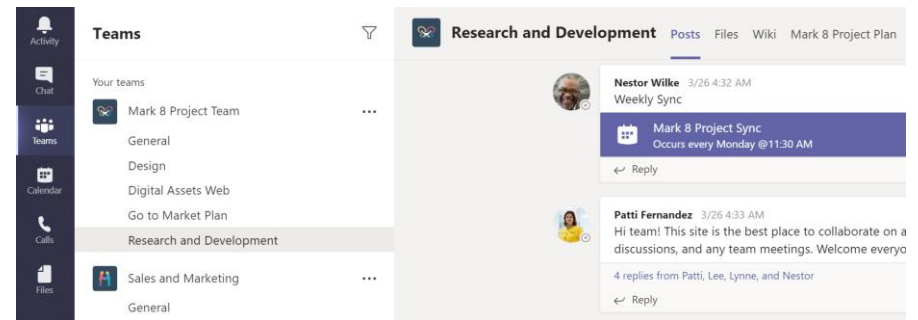 Activity
Chat
Teams
Calendar
Calls
Files
Teams
Your teams
Mark 8 Project Team
General
Design
Digital Assets Web
Go to Market Plan
Research and Development
Sales and Marketing
General
Research and Development Posts Files Wiki Mark 8 Project Plan
Nestor Wilke 3/26 4:32 AM
Weekly Sync
Mark 8 Project Sync
Occurs every Monday @11:30 AM
Reply
Patti Fernandez 3/26 4:33 AM
Hi team! This site is the best place to collaborate on a
discussions, and any team meetings. Welcome everyo
4 replies from Patti, Lee, Lynne, and Nestor
Reply